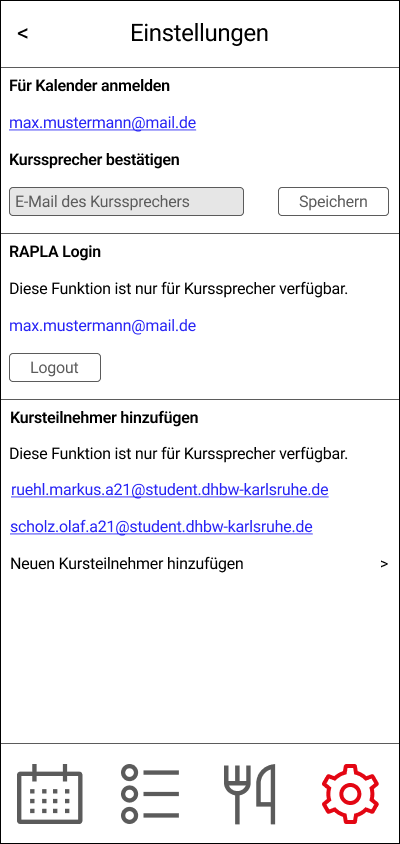 <
Einstellungen
Für Kalender anmelden
max.mustermann@mail.de
Kurssprecher bestätigen
E-Mail des Kurssprechers
Speichern
RAPLA Login
Diese Funktion ist nur für Kurssprecher verfügbar.
max.mustermann@mail.de
Logout
Kursteilnehmer hinzufügen
Diese Funktion ist nur für Kurssprecher verfügbar.
ruehl.markus.a21@student.dhbw-karlsruhe.de
scholz.olaf.a21@student.dhbw-karlsruhe.de
Neuen Kursteilnehmer hinzufügen >